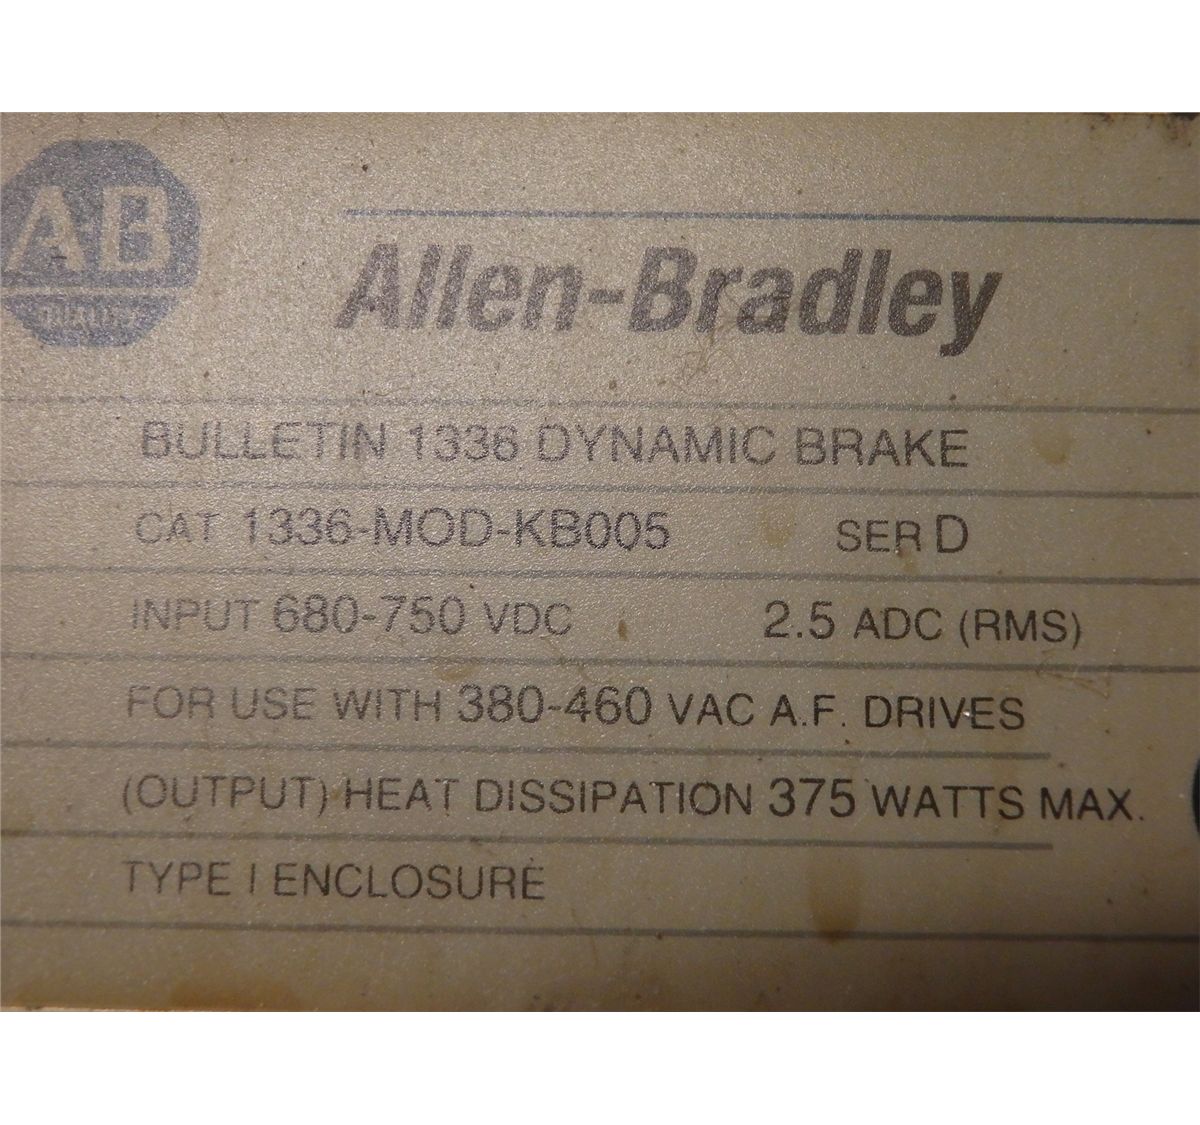 AB
QUALITY
Allen-Bradley
BULLETIN 1336 DYNAMIC BRAKE
CAT 1336-MOD-KB005 SER D
INPUT 680-750 VDC 2.5 ADC (RMS)
FOR USE WITH 380-460 VAC A.F. DRIVES
(OUTPUT) HEAT DISSIPATION 375 WATTS MAX.
TYPE I ENCLOSURE